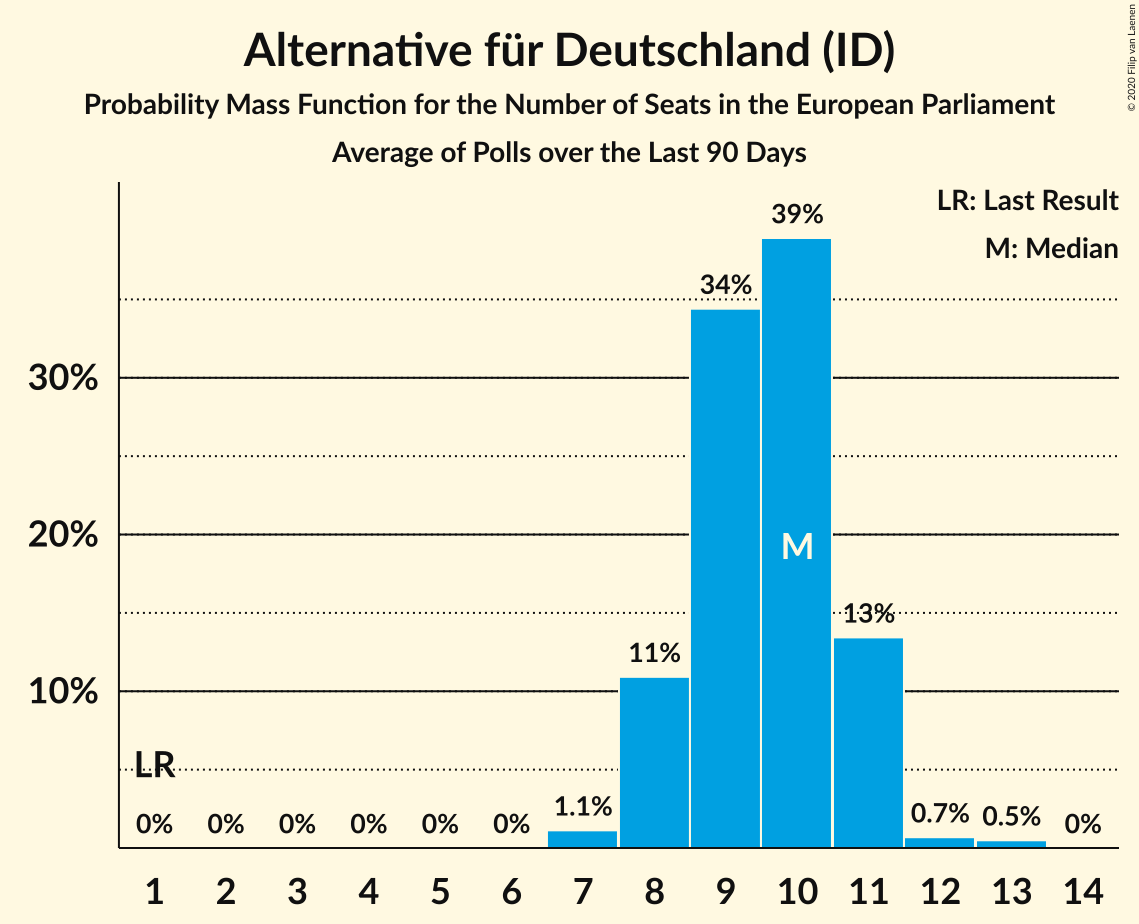 Alternative für Deutschland (ID)
Probability Mass Function for the Number of Seats in the European Parliament
Average of Polls over the Last 90 Days
© 2020 Filip van Laenen
LR: Last Result
M: Median
39%
34%
30%
20%
M
13%
11%
10%
LR
0% 0% 0% 0% 0% 0% 1.1% 0.7% 0.5% 0%
1 2 3 4 5 6 7 8 9 10 11 12 13 14